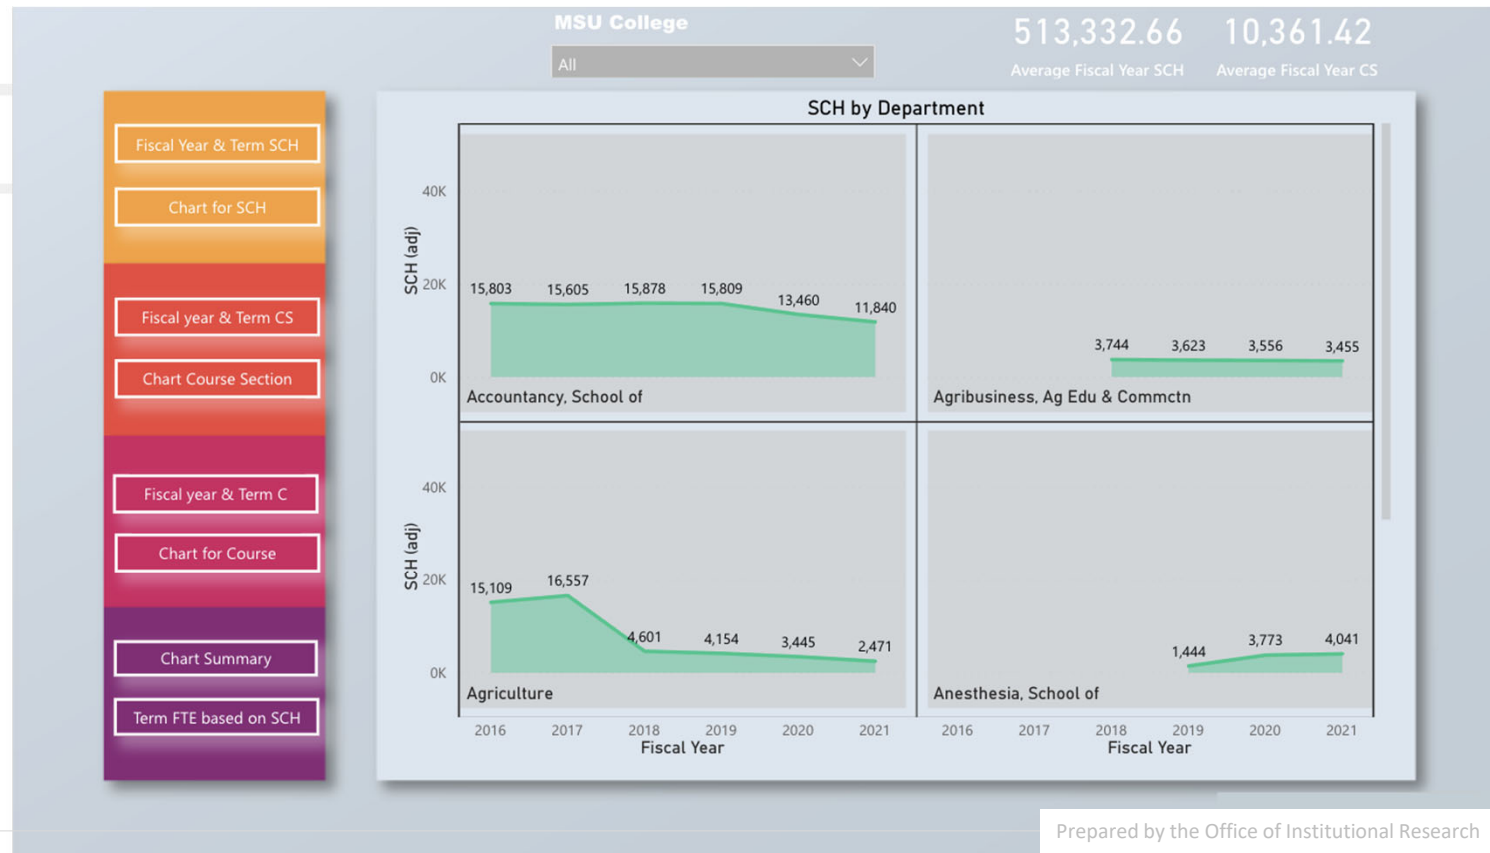 MSU College
All
513,332.66
Average Fiscal Year SCH
10,361.42
Average Fiscal Year CS
Fiscal Year & Term SCH
Chart for SCH
Fiscal year & Term CS
Chart Course Section
Fiscal year & Term C
Chart for Course
Chart Summary
Term FTE based on SCH
SCH by Department
SCH (adj)
40K
20K
0K
15,803 15,605 15,878 15,809 13,460 11,840
Accountancy, School of
3,744 3,623 3,556 3,455
Agribusiness, Ag Edu & Commctn
SCH (adj)
40K
20K
0K
15,109 16,557 4,601 4,154 3,445 2,471
Agriculture
1,444 3,773 4,041
Anesthesia, School of
2016 2017 2018 2019 2020 2021
Fiscal Year
2016 2017 2018 2019 2020 2021
Fiscal Year
Prepared by the Office of Institutional Research